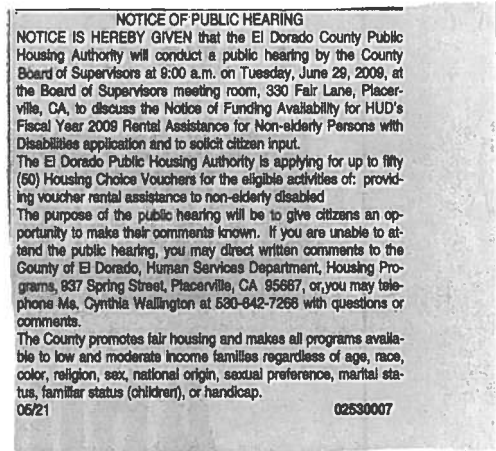 NOTICE OF PUBLIC HEARING
NOTICE IS HEREBY GIVEN that the El Dorado County Public
Housing Authority will conduct a public hearing by the County
Board of Supervisors at 9:00 a.m. on Tuesday, June 29, 2009, at
the Board of Supervisors meeting room, 330 Fair Lane, Placer-
ville, CA, to discuss the Notice of Funding Availability for HUD's
Fiscal Year 2009 Rental Assistance for Non-elderly Persons with
Disabilities application and to solicit citizen input.
The El Dorado Public Housing Authority is applying for up to fifty
(50) Housing Choice Vouchers for the eligible activities of: provid-
ing voucher rental assistance to non-elderly disabled
The purpose of the public hearing will be to give citizens an op-
portunity to make their comments known. If you are unable to at-
tend the public hearing, you may direct written comments to the
County of El Dorado, Human Services Department, Housing Pro-
grams, 937 Spring Street, Placerville, CA 95667, or,you may tele-
phone Ms. Cynthia Wallington at 530-642-7266 with questions or
comments.
The County promotes fair housing and makes all programs availa-
ble to low and moderate income families regardless of age, race,
color, religion, sex, national origin, sexual preference, marital sta-
tus, familiar status (children), or handicap.
06/21 02530007